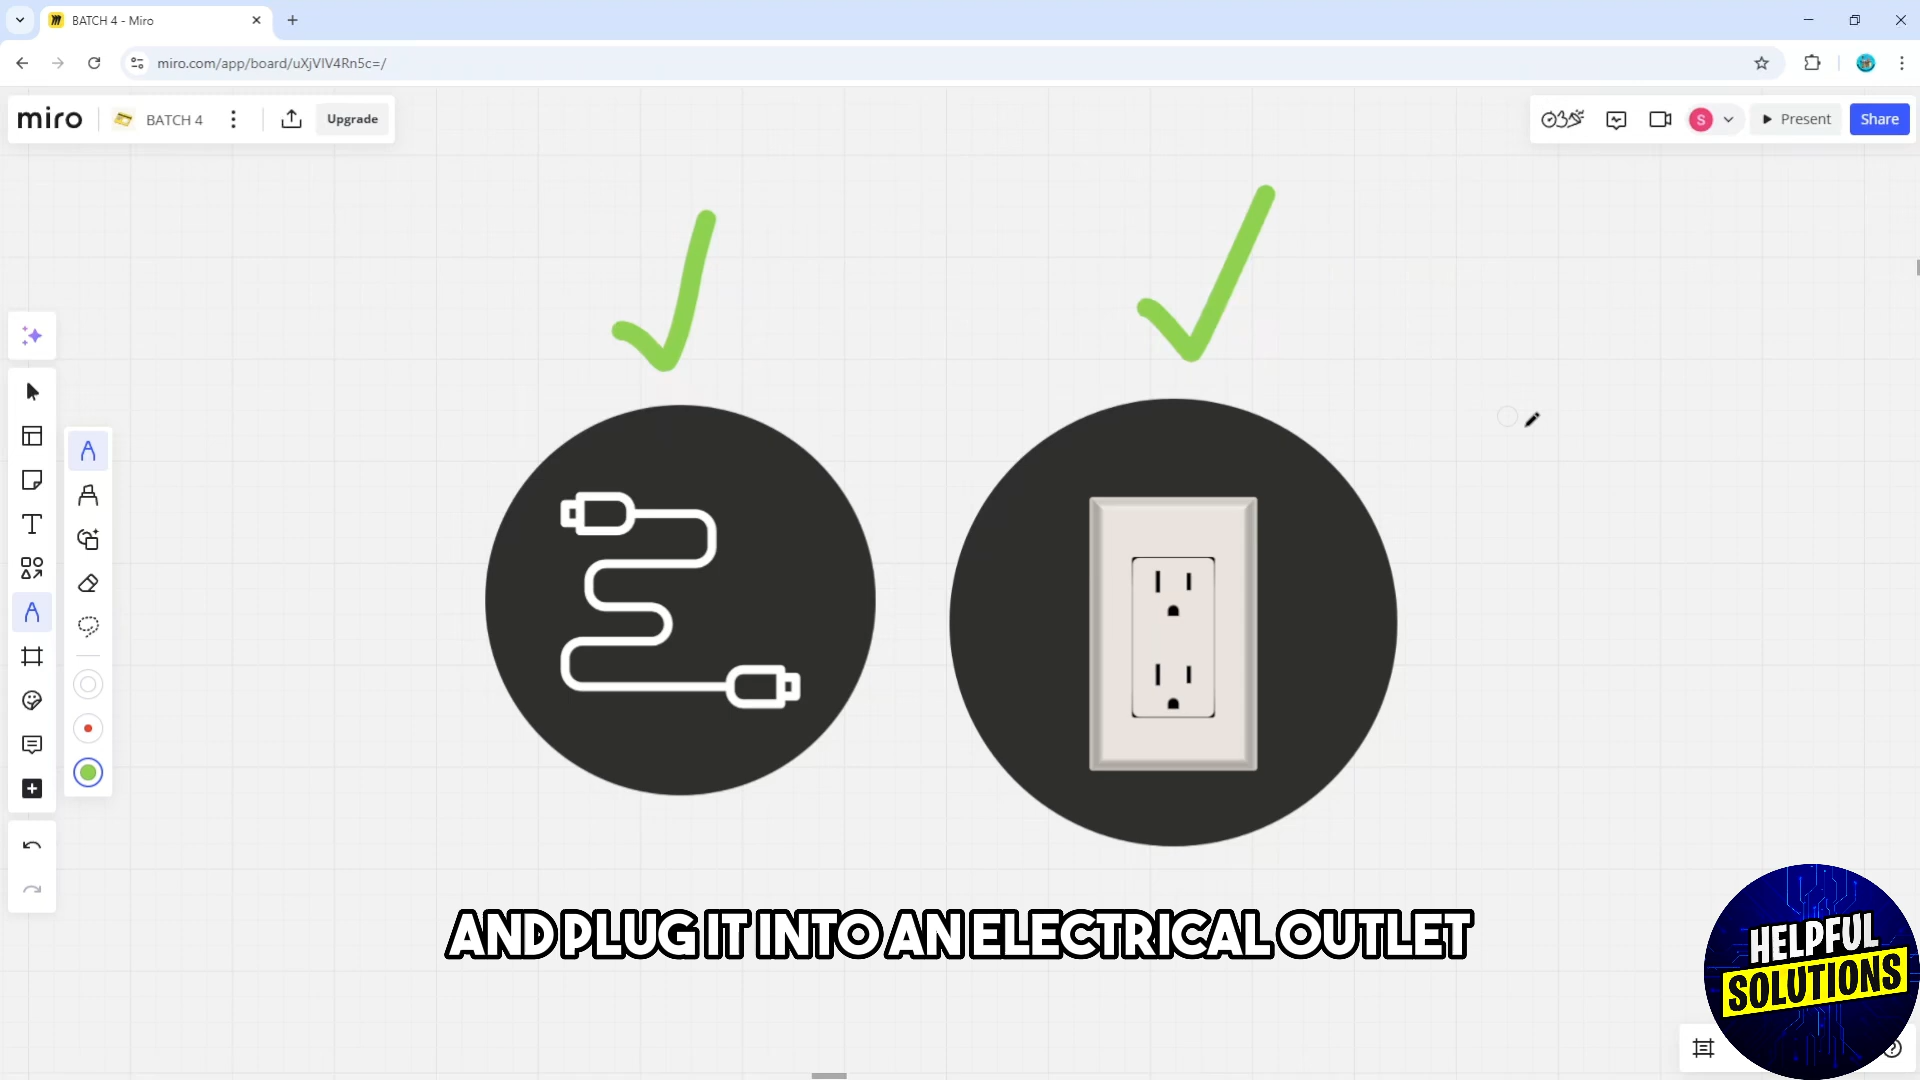 BATCH 4 - Miro
miro.com/app/board/uXjVIV4Rn5c=/
miro BATCH 4 Upgrade
S Present Share
AND PLUG IT INTO AN ELECTRICAL OUTLET
HELPFUL
SOLUTIONS